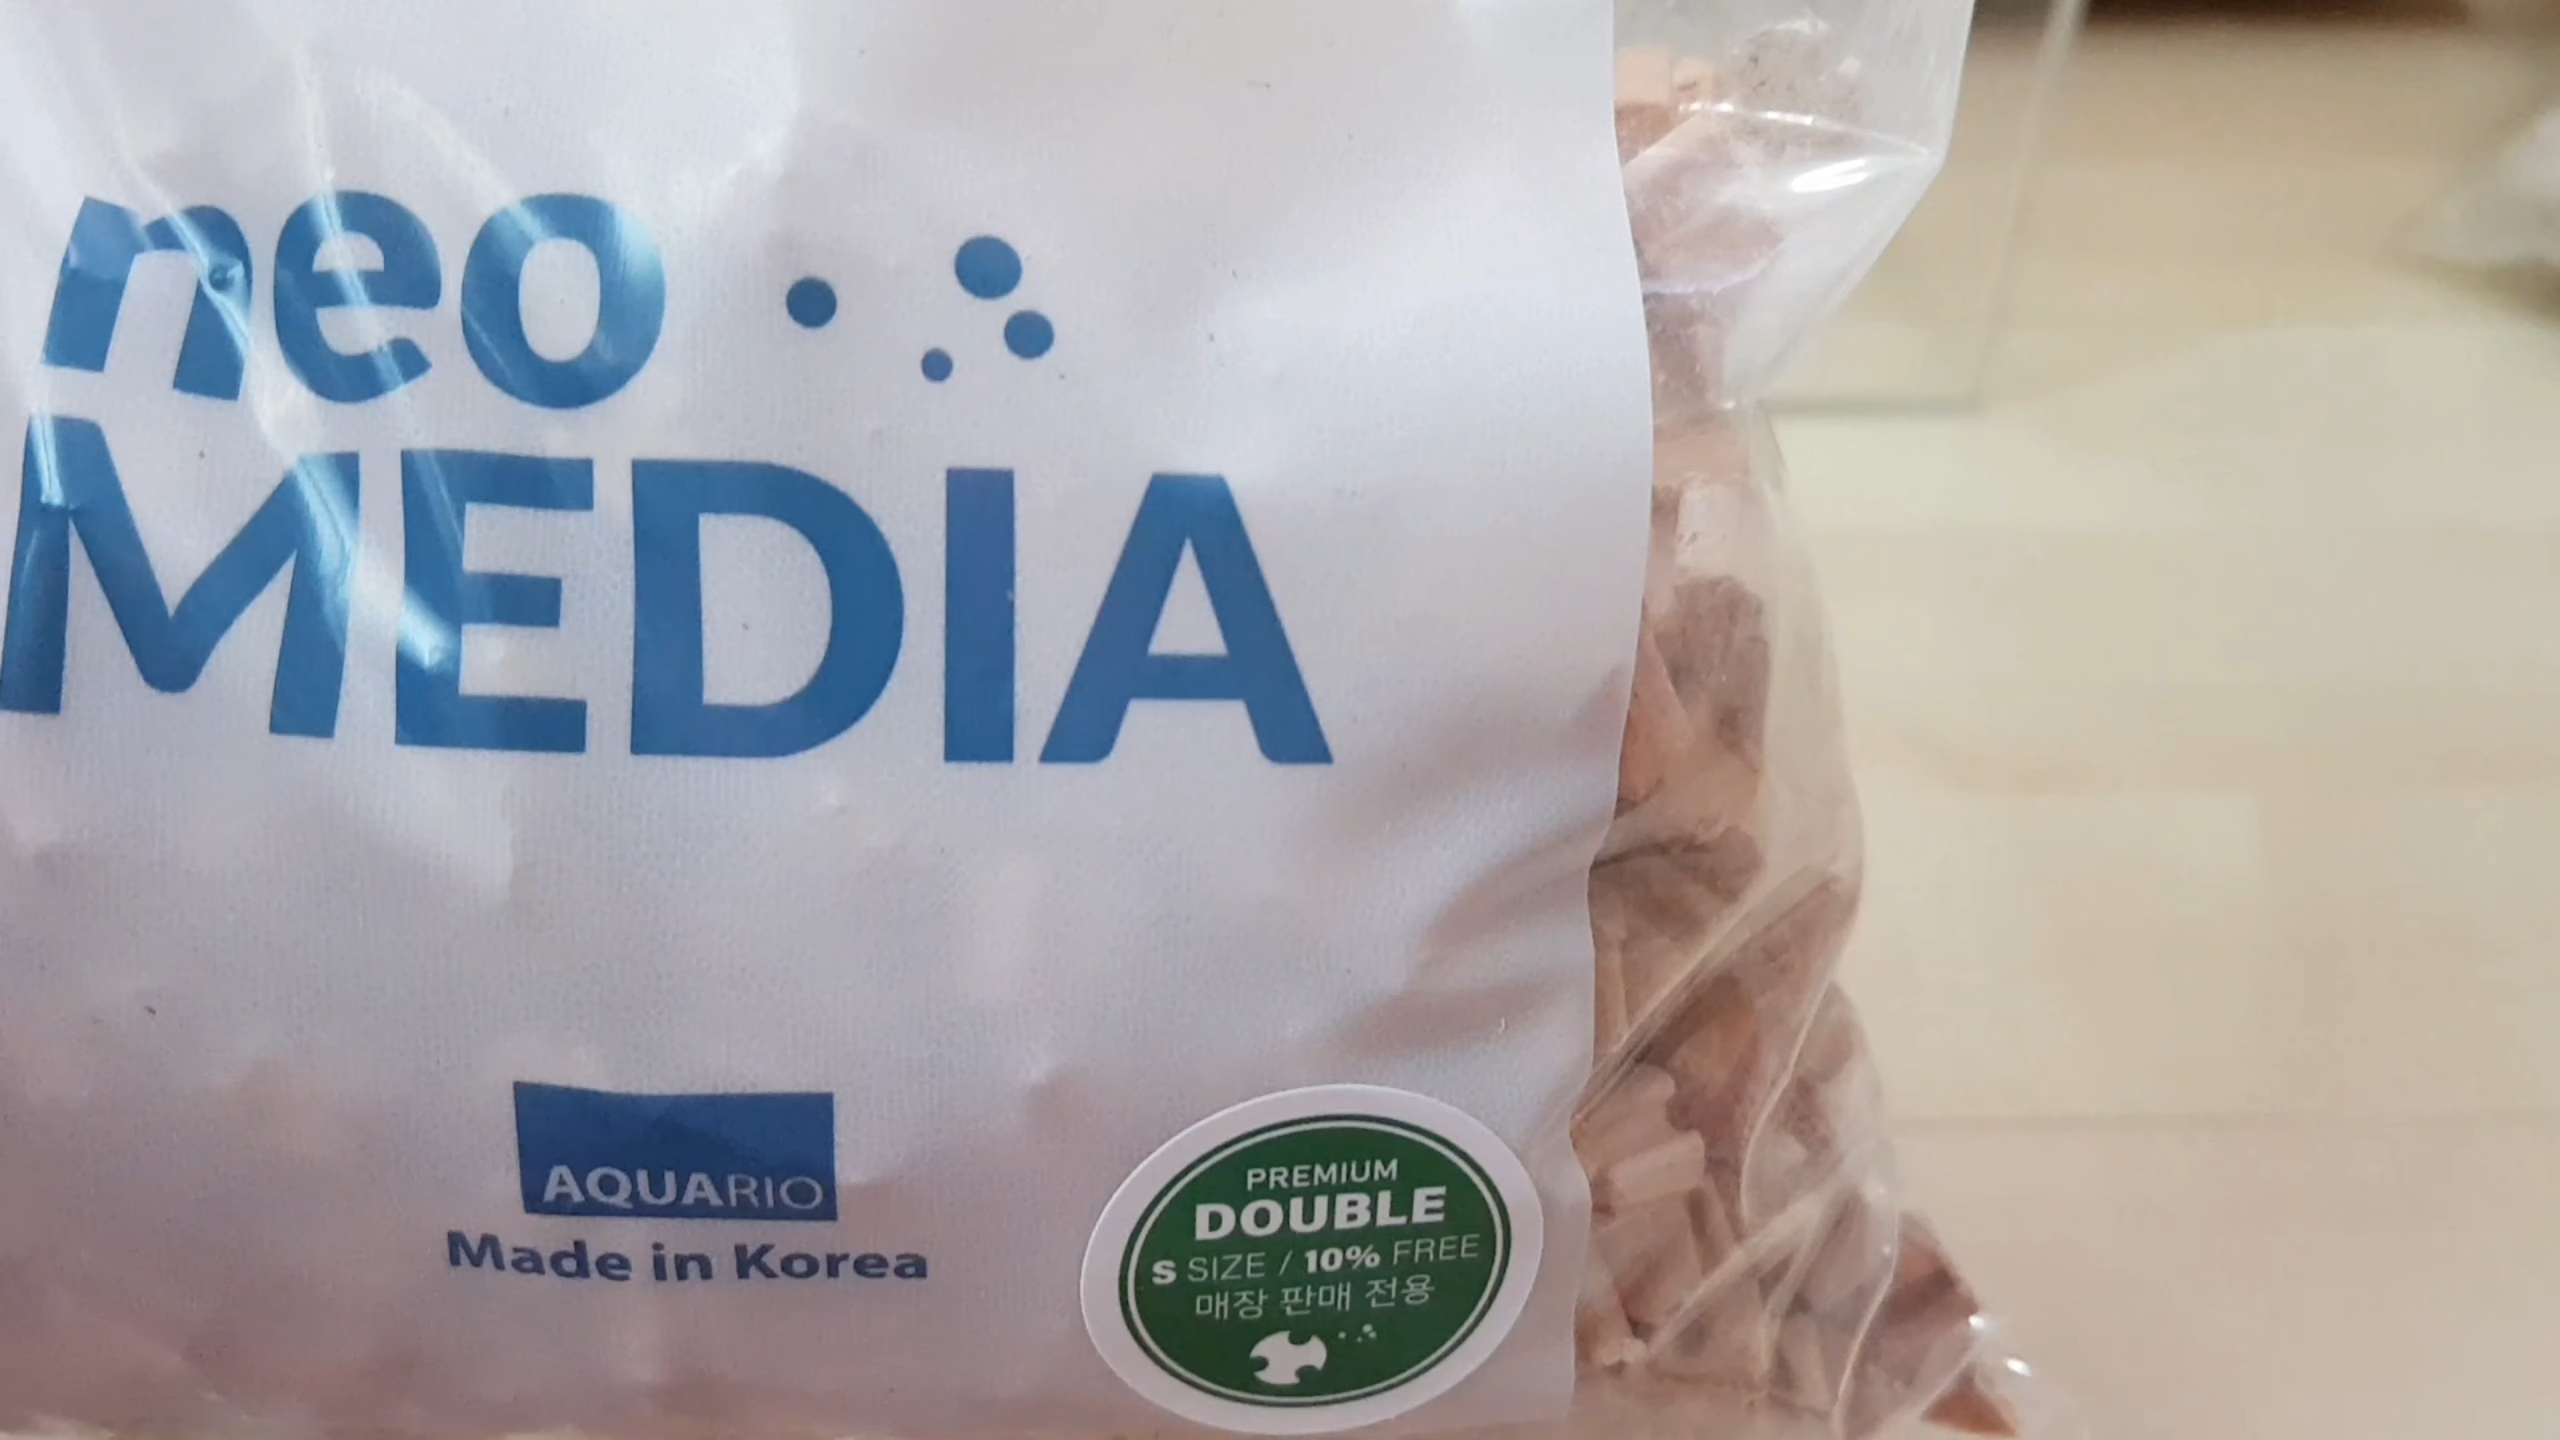 neo
MEDIA
AQUARIO
Made in Korea
PREMIUM
DOUBLE
S SIZE / 10% FREE
매장 판매 전용